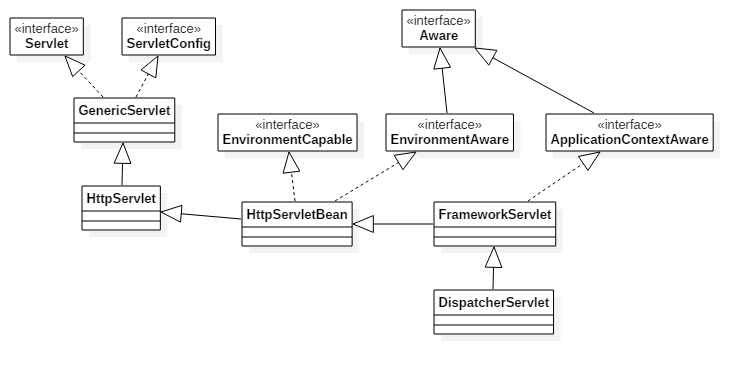 «interface»
Servlet
«interface»
ServletConfig
«interface»
Aware
GenericServlet
«interface»
EnvironmentCapable
«interface»
EnvironmentAware
«interface»
ApplicationContextAware
HttpServlet
HttpServletBean
FrameworkServlet
DispatcherServlet